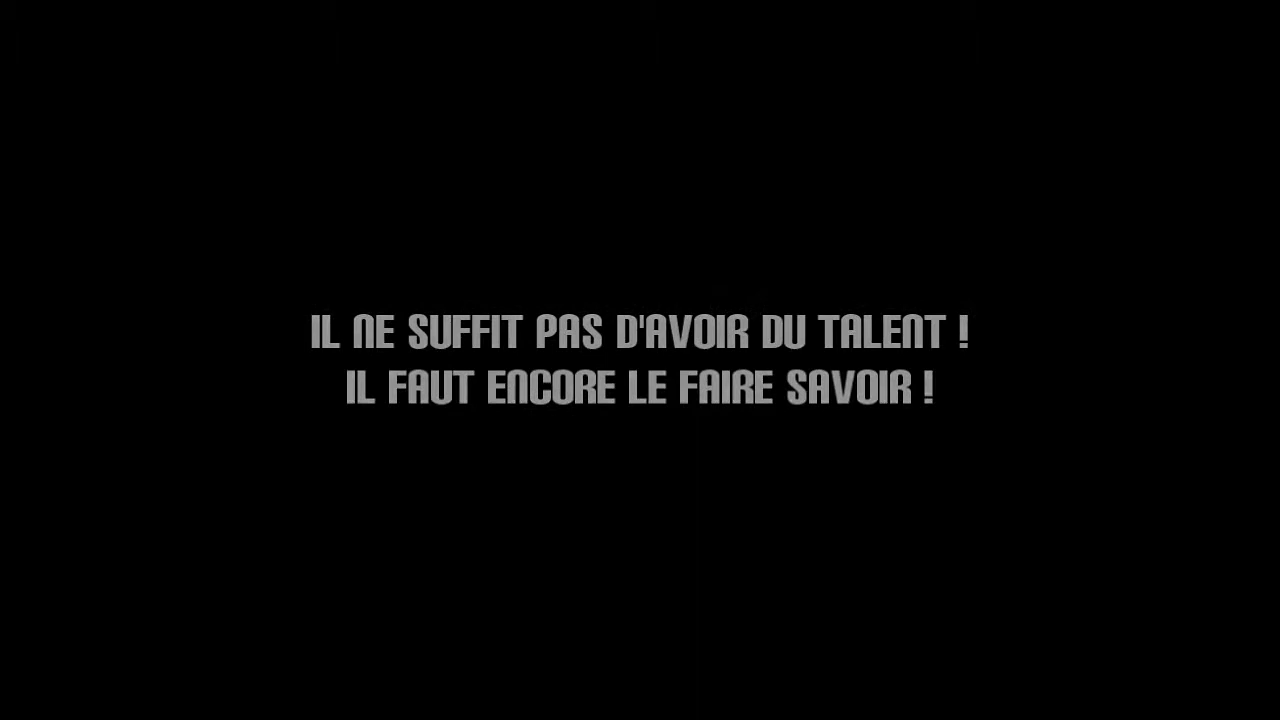 IL NE SUFFIT PAS D'AVOIR DU TALENT !
IL FAUT ENCORE LE FAIRE SAVOIR !